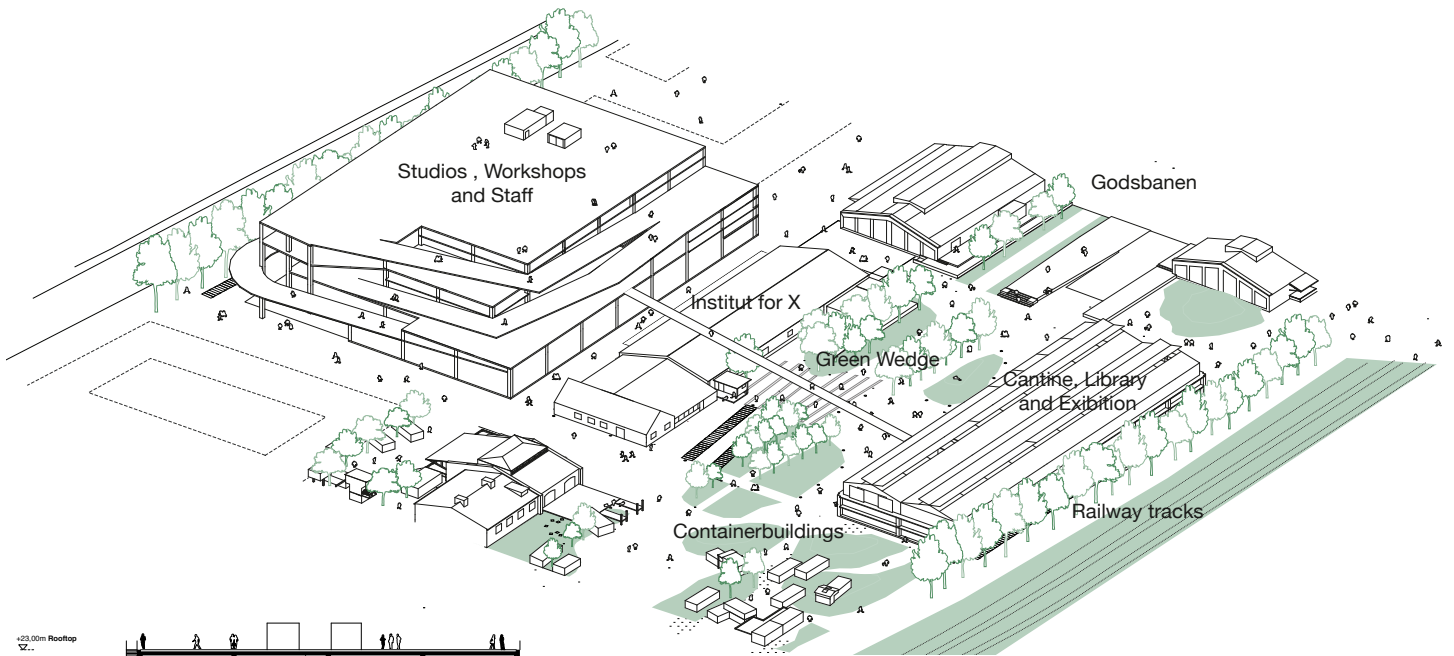 Studios , Workshops
and Staff
Godsbanen
Institut for X
Green Wedge
Cantine, Library
and Exibition
Railway tracks
Containerbuildings
+23,00m Rooftop